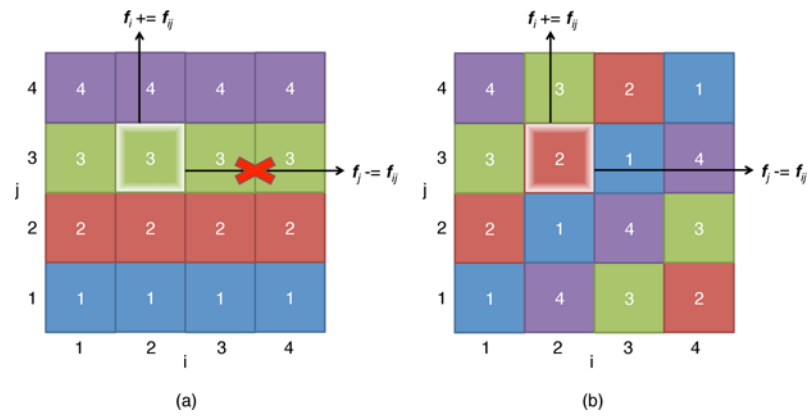 f_i += f_ij f_i += f_ij
4 4 4 4 4 4 4 3 2 1
3 3 3 3 3 f_j -= f_ij 3 3 2 1 4 f_j -= f_ij
j j
2 2 2 2 2 2 2 1 4 3
1 1 1 1 1 1 1 4 3 2
1 2 3 4 1 2 3 4
i i
(a) (b)